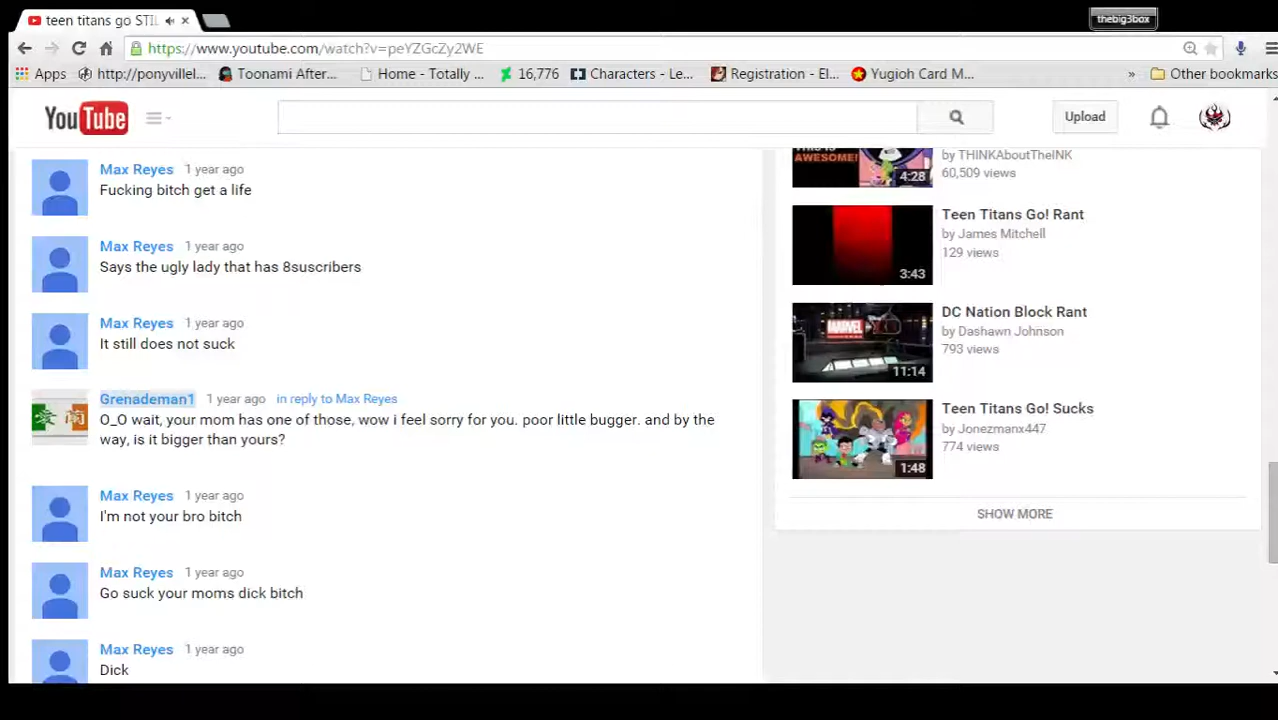 teen titans go STIL
thebig3box
https://www.youtube.com/watch?v=peYZGcZy2WE
Apps
http://ponyvillel...
Toonami After...
Home - Totally ...
16,776
Characters - Le...
Registration - El...
Yugioh Card M...
»
Other bookmarks
YouTube
Upload
Max Reyes 1 year ago
Fucking bitch get a life
Max Reyes 1 year ago
Says the ugly lady that has 8suscribers
Max Reyes 1 year ago
It still does not suck
Grenademan1 1 year ago in reply to Max Reyes
O_O wait, your mom has one of those, wow i feel sorry for you. poor little bugger. and by the
way, is it bigger than yours?
Max Reyes 1 year ago
I'm not your bro bitch
Max Reyes 1 year ago
Go suck your moms dick bitch
Max Reyes 1 year ago
Dick
AWESOME!
4:28
by THINKAboutTheINK
60,509 views
3:43
Teen Titans Go! Rant
by James Mitchell
129 views
MARVEL
11:14
DC Nation Block Rant
by Dashawn Johnson
793 views
1:48
Teen Titans Go! Sucks
by Jonezmanx447
774 views
SHOW MORE